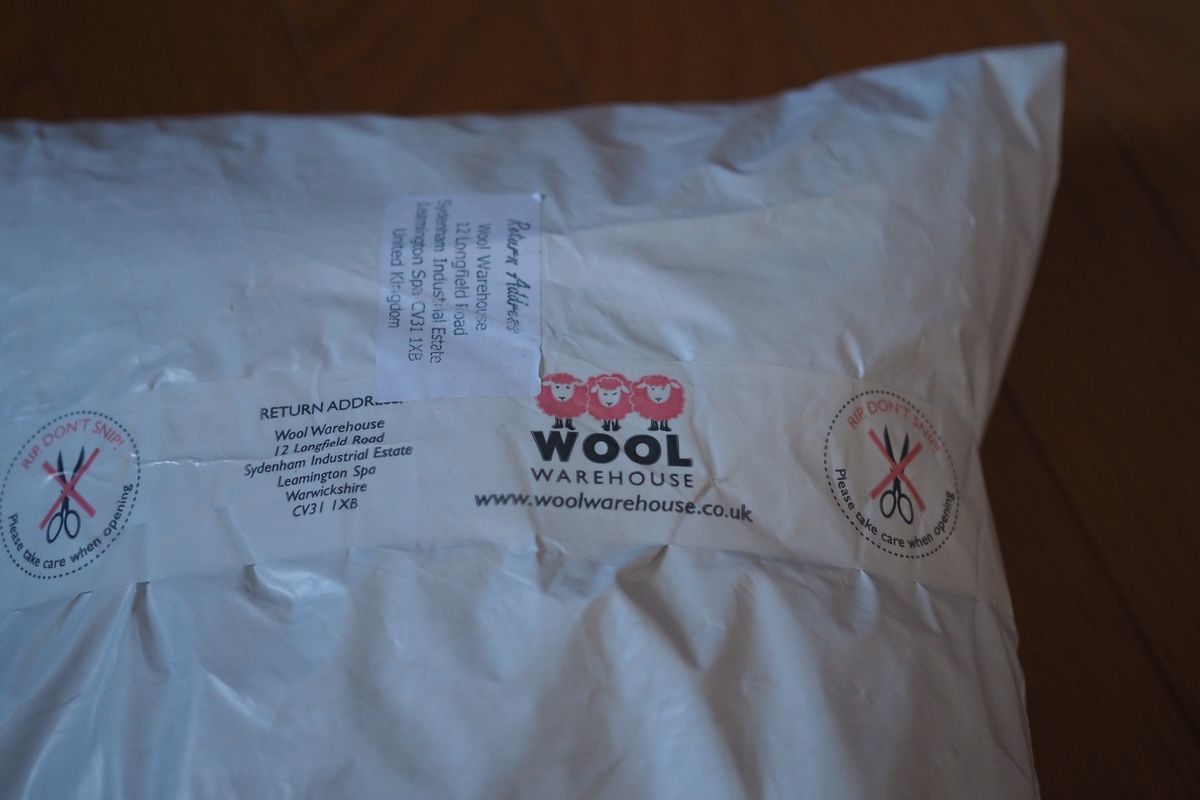 Return Address
Wool Warehouse
12 Longfield Road
Sydenham Industrial Estate
Leamington Spa CV31 1XB
United Kingdom
RIP DON'T SNIP!
Please take care when opening
RETURN ADDRESS
Wool Warehouse
12 Longfield Road
Sydenham Industrial Estate
Leamington Spa
Warwickshire
CV31 1XB
WOOL
WAREHOUSE
www.woolwarehouse.co.uk
RIP DON'T SNIP!
Please take care when opening